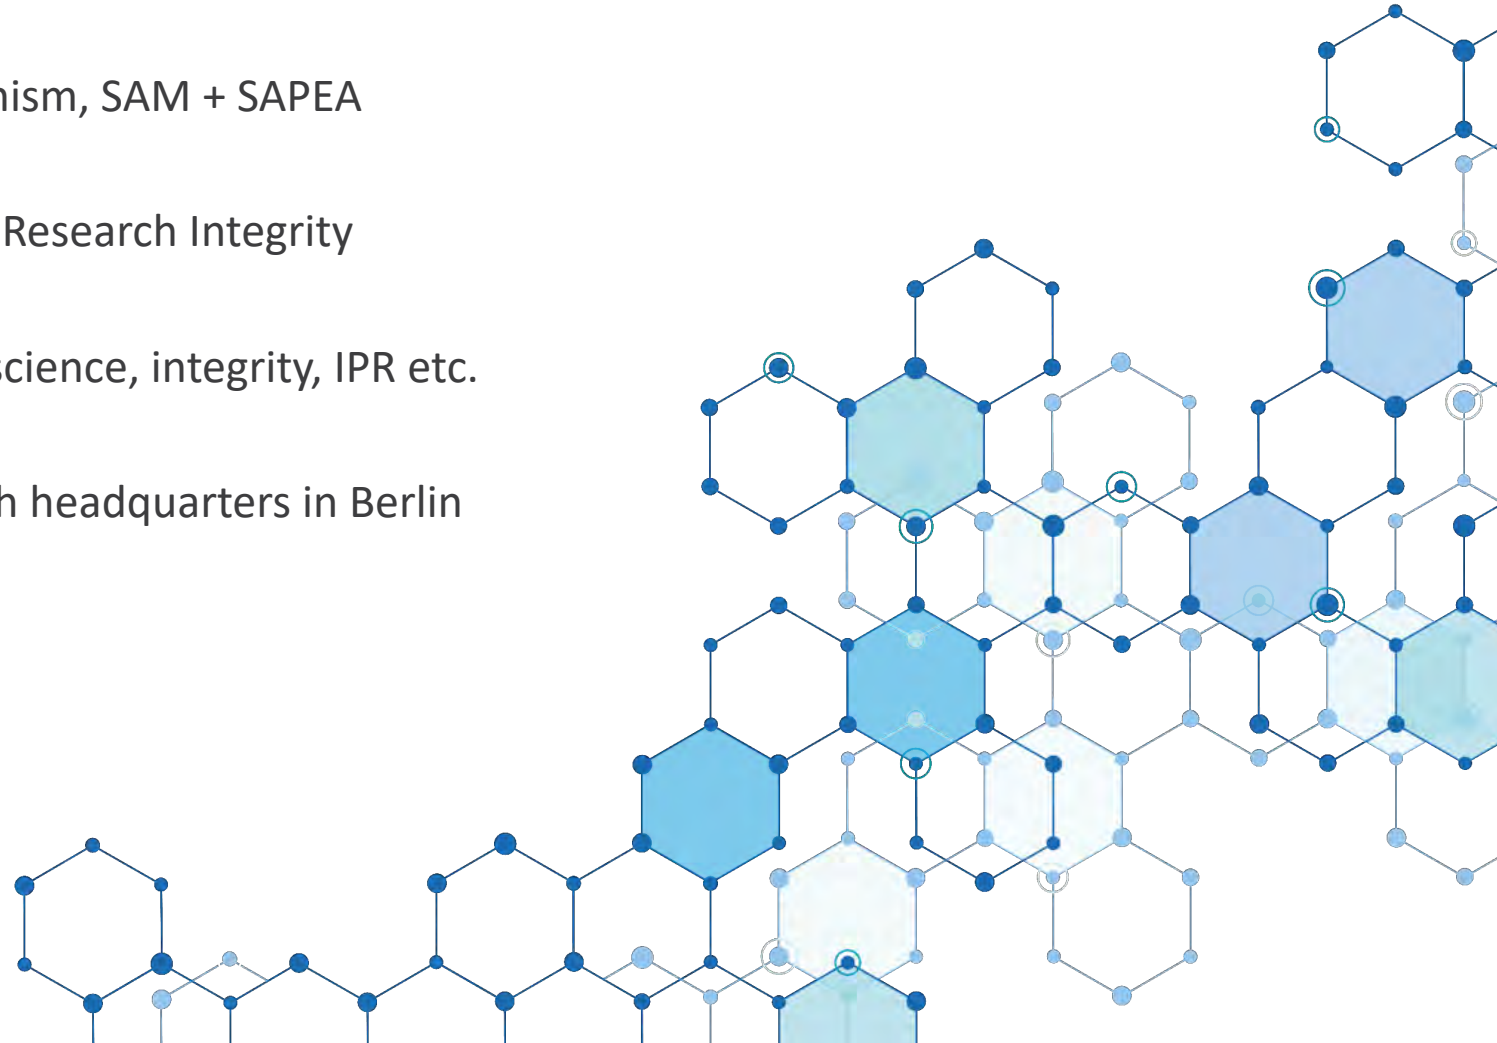 nism, SAM + SAPEA
Research Integrity
science, integrity, IPR etc.
h headquarters in Berlin